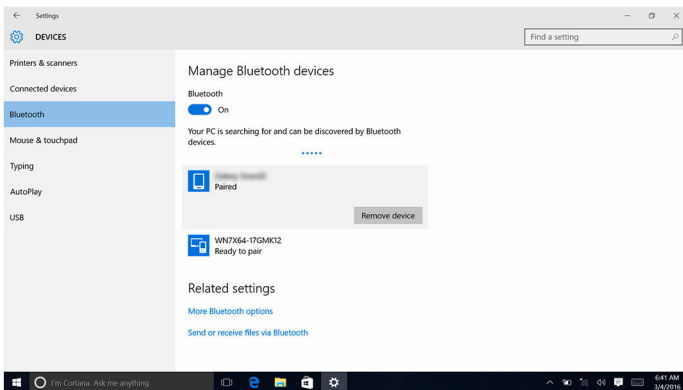 Settings
DEVICES
Find a setting
Printers & scanners
Connected devices
Bluetooth
Mouse & touchpad
Typing
AutoPlay
USB
Manage Bluetooth devices
Bluetooth
On
Your PC is searching for and can be discovered by Bluetooth
devices.
Paired
Remove device
WN7X64-17GMK12
Ready to pair
Related settings
More Bluetooth options
Send or receive files via Bluetooth
I'm Cortana. Ask me anything.
6:41 AM
3/4/2016